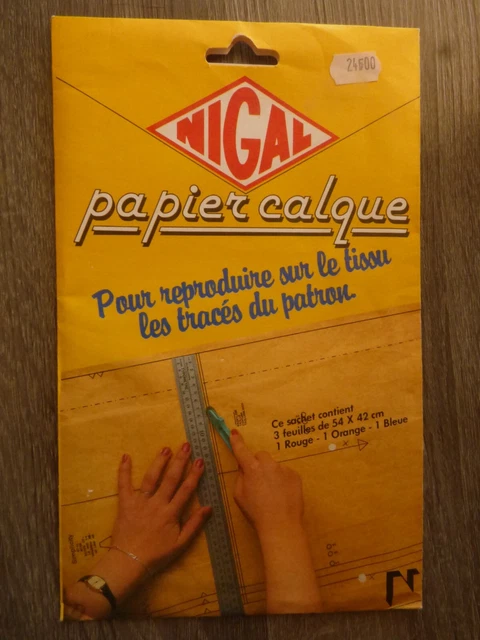 24F00
NIGAL
papier calque
Pour reproduire sur le tissu
les tracés du patron
Ce sachet contient
3 feuilles de 54 X 42 cm
1 Rouge - 1 Orange - 1 Bleue
N